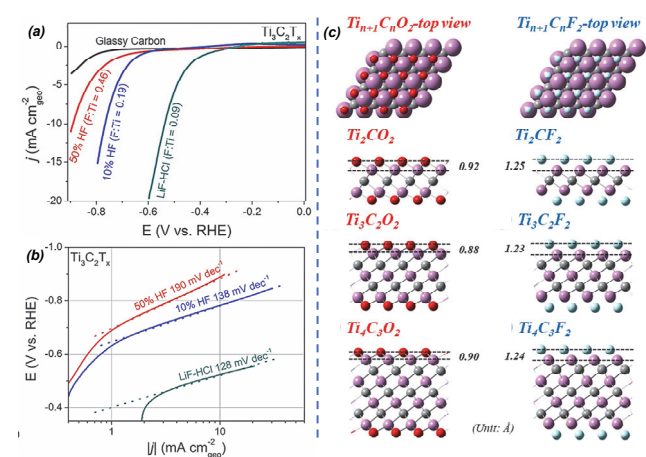 (a)
Ti₃C₂Tₓ
Glassy Carbon
50% HF (F:Ti = 0.46)
10% HF (F:Ti = 0.19)
LiF-HCl (F:Ti = 0.09)
j (mA cm⁻²geo)
0
-5
-10
-15
-20
-0.8
-0.6
-0.4
-0.2
0.0
E (V vs. RHE)
(b)
Ti₃C₂Tₓ
50% HF 190 mV dec⁻¹
10% HF 138 mV dec⁻¹
LiF-HCl 128 mV dec⁻¹
E (V vs. RHE)
-1.0
-0.8
-0.6
-0.4
1
10
|j| (mA cm⁻²geo)
(c)
Tiₙ₊₁CₙO₂-top view
Tiₙ₊₁CₙF₂-top view
Ti₂CO₂
Ti₂CF₂
0.92
1.25
Ti₃C₂O₂
Ti₃C₂F₂
0.88
1.23
Ti₄C₃O₂
Ti₄C₃F₂
0.90
1.24
(Unit: Å)